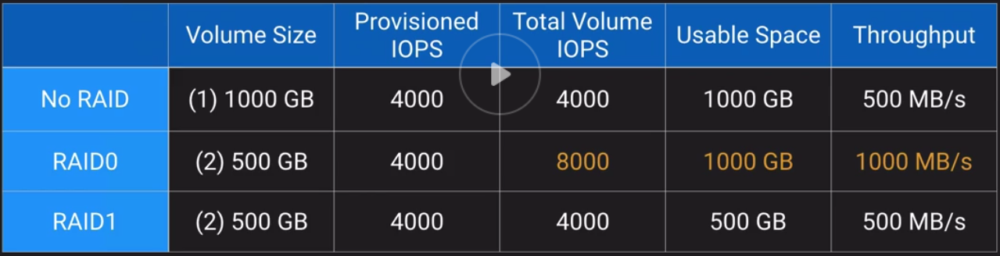 Volume Size Provisioned IOPS Total Volume IOPS Usable Space Throughput
No RAID (1) 1000 GB 4000 4000 1000 GB 500 MB/s
RAID0 (2) 500 GB 4000 8000 1000 GB 1000 MB/s
RAID1 (2) 500 GB 4000 4000 500 GB 500 MB/s